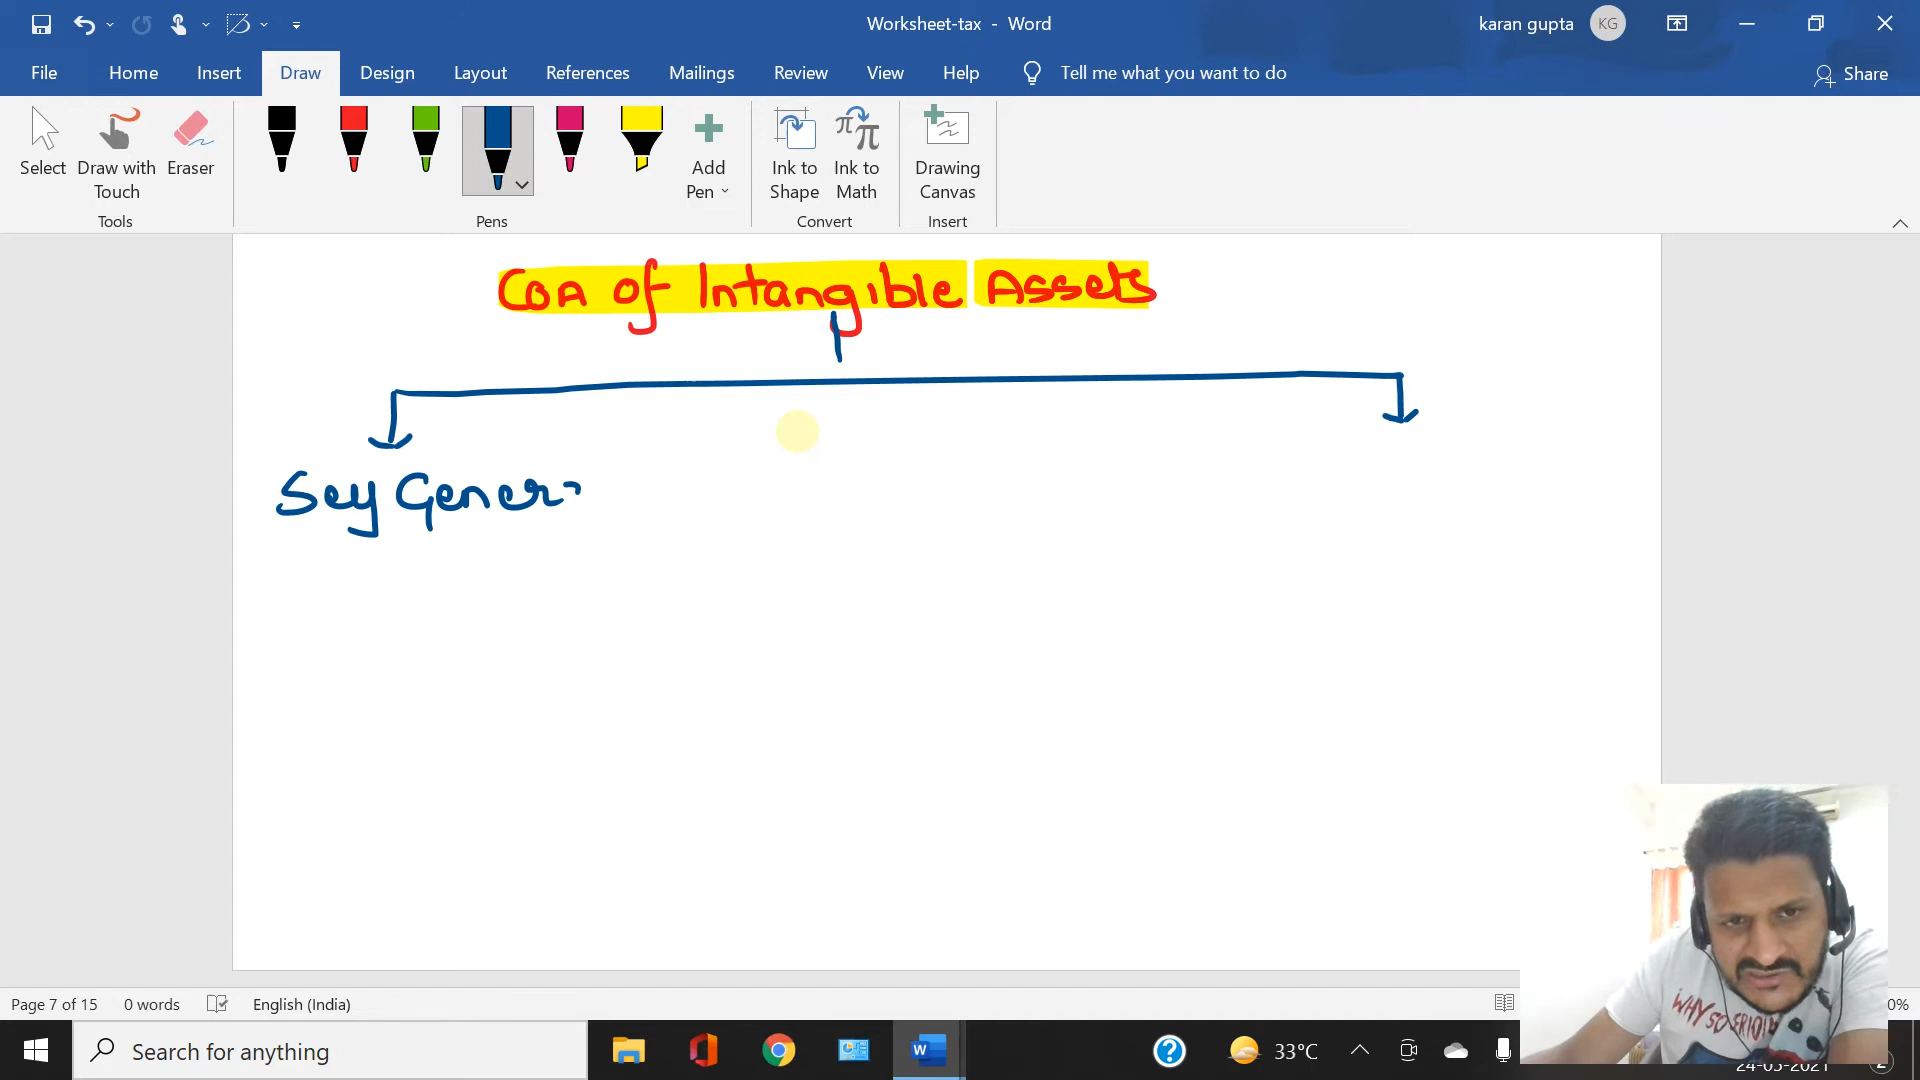 Worksheet-tax - Word
karan gupta
KG
File Home Insert Draw Design Layout References Mailings Review View Help Tell me what you want to do Share
Select
Draw with Touch
Eraser
Add Pen
Ink to Shape
Ink to Math
Drawing Canvas
Tools
Pens
Convert
Insert
COA of Intangible Assets
Gener
WHY SO
Page 7 of 15 0 words English (India)
0%
Search for anything
W
33°C